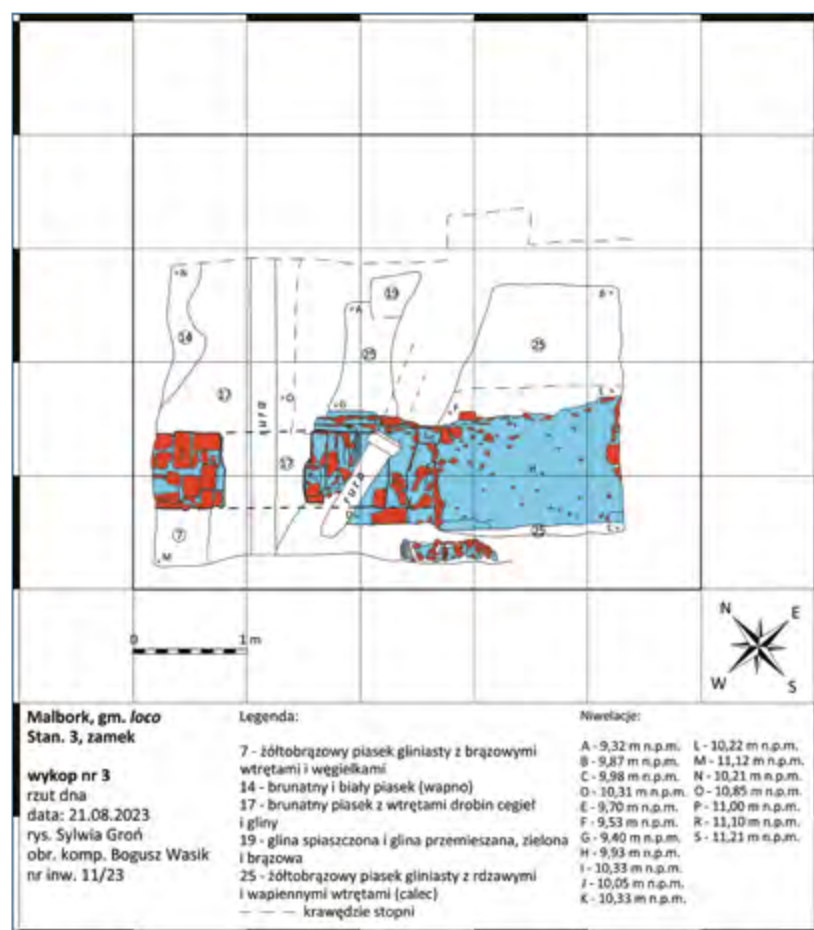 N
A
19
B
14
25
25
17
rura
O
G
F
E
17
H
rura
7
M
25
C
0 1 m
N E
W S
Malbork, gm. loco
Stan. 3, zamek
wykop nr 3
rzut dna
data: 21.08.2023
rys. Sylwia Groń
obr. komp. Bogusz Wasik
nr inw. 11/23
Legenda:
7 - żółtobrązowy piasek gliniasty z brązowymi
wtrętami i węgielkami
14 - brunatny i biały piasek (wapno)
17 - brunatny piasek z wtrętami drobin cegieł
i gliny
19 - glina spiaszczona i glina przemieszana, zielona
i brązowa
25 - żółtobrązowy piasek gliniasty z rdzawymi
i wapiennymi wtrętami (calec)
krawędzie stopni
Niwelacje:
A - 9,32 m n.p.m. L - 10,22 m n.p.m.
B - 9,87 m n.p.m. M - 11,12 m n.p.m.
C - 9,98 m n.p.m. N - 10,21 m n.p.m.
D - 10,31 m n.p.m. O - 10,85 m n.p.m.
E - 9,70 m n.p.m. P - 11,00 m n.p.m.
F - 9,53 m n.p.m. R - 11,10 m n.p.m.
G - 9,40 m n.p.m. S - 11,21 m n.p.m.
H - 9,93 m n.p.m.
I - 10,33 m n.p.m.
J - 10,05 m n.p.m.
K - 10,33 m n.p.m.